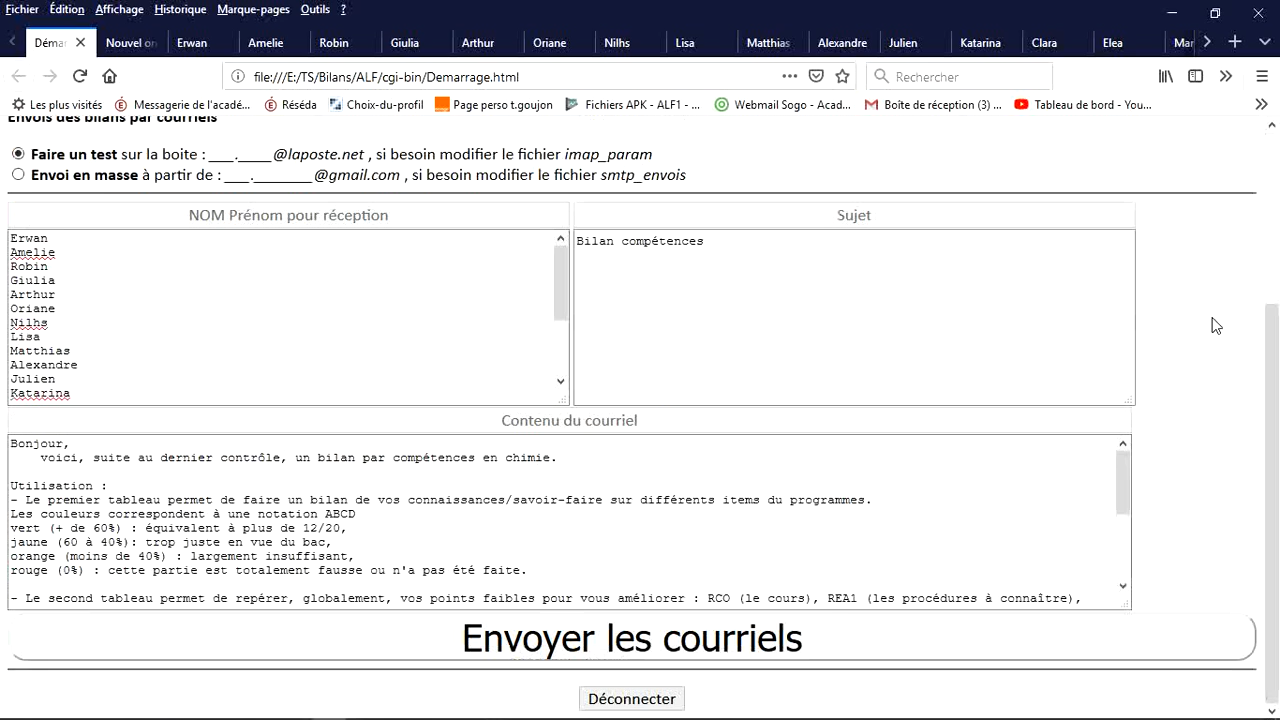 Fichier Édition Affichage Historique Marque-pages Outils ?
Déma Nouvel on Erwan Amelie Robin Giulia Arthur Oriane Nilhs Lisa Matthias Alexandre Julien Katarina Clara Elea Mar
file:///E:/TS/Bilans/ALF/cgi-bin/Demarrage.html Rechercher
Les plus visités Messagerie de l'acadé... Réséda Choix-du-profil Page perso t.goujon Fichiers APK - ALF1 - ... Webmail Sogo - Acad... Boîte de réception (3) ... Tableau de bord - You...
Envois des bilans par courriels
Faire un test sur la boite : ___.____@laposte.net , si besoin modifier le fichier imap_param
Envoi en masse à partir de : ___._______@gmail.com , si besoin modifier le fichier smtp_envois
NOM Prénom pour réception Sujet
Erwan
Bilan compétences
Amelie
Robin
Giulia
Arthur
Oriane
Nilhs
Lisa
Matthias
Alexandre
Julien
Katarina
Contenu du courriel
Bonjour,
voici, suite au dernier contrôle, un bilan par compétences en chimie.
Utilisation :
- Le premier tableau permet de faire un bilan de vos connaissances/savoir-faire sur différents items du programmes.
Les couleurs correspondent à une notation ABCD
vert (+ de 60%) : équivalent à plus de 12/20,
jaune (60 à 40%): trop juste en vue du bac,
orange (moins de 40%) : largement insuffisant,
rouge (0%) : cette partie est totalement fausse ou n'a pas été faite.
- Le second tableau permet de repérer, globalement, vos points faibles pour vous améliorer : RCO (le cours), REA1 (les procédures à connaître),
Envoyer les courriels
Déconnecter